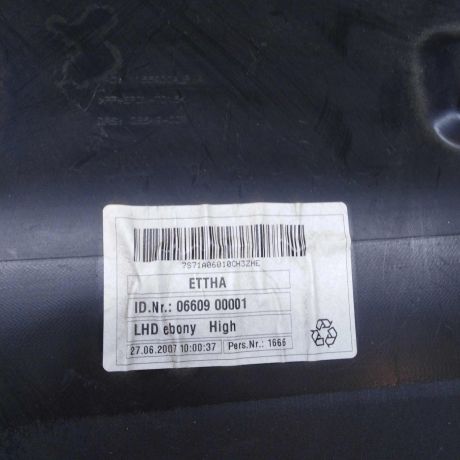 7S71A06010CH3ZHE
ETTHA
ID.Nr.: 06609 00001
LHD ebony High
27.06.2007 10:00:37 Pers.Nr.: 1666